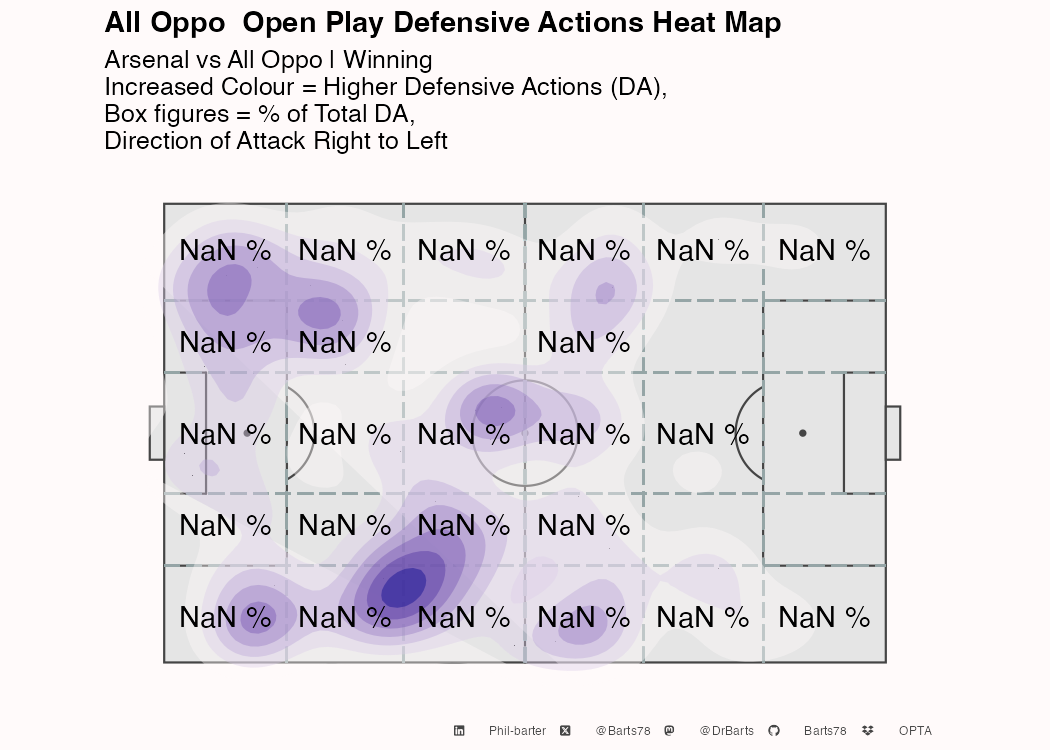 All Oppo  Open Play Defensive Actions Heat Map
Arsenal vs All Oppo | Winning
Increased Colour = Higher Defensive Actions (DA),
Box figures = % of Total DA,
Direction of Attack Right to Left
NaN % NaN % NaN % NaN % NaN % NaN %
NaN % NaN % NaN %
NaN % NaN % NaN % NaN % NaN %
NaN % NaN % NaN % NaN %
NaN % NaN % NaN % NaN % NaN % NaN %
Phil-barter @Barts78 @DrBarts Barts78 OPTA